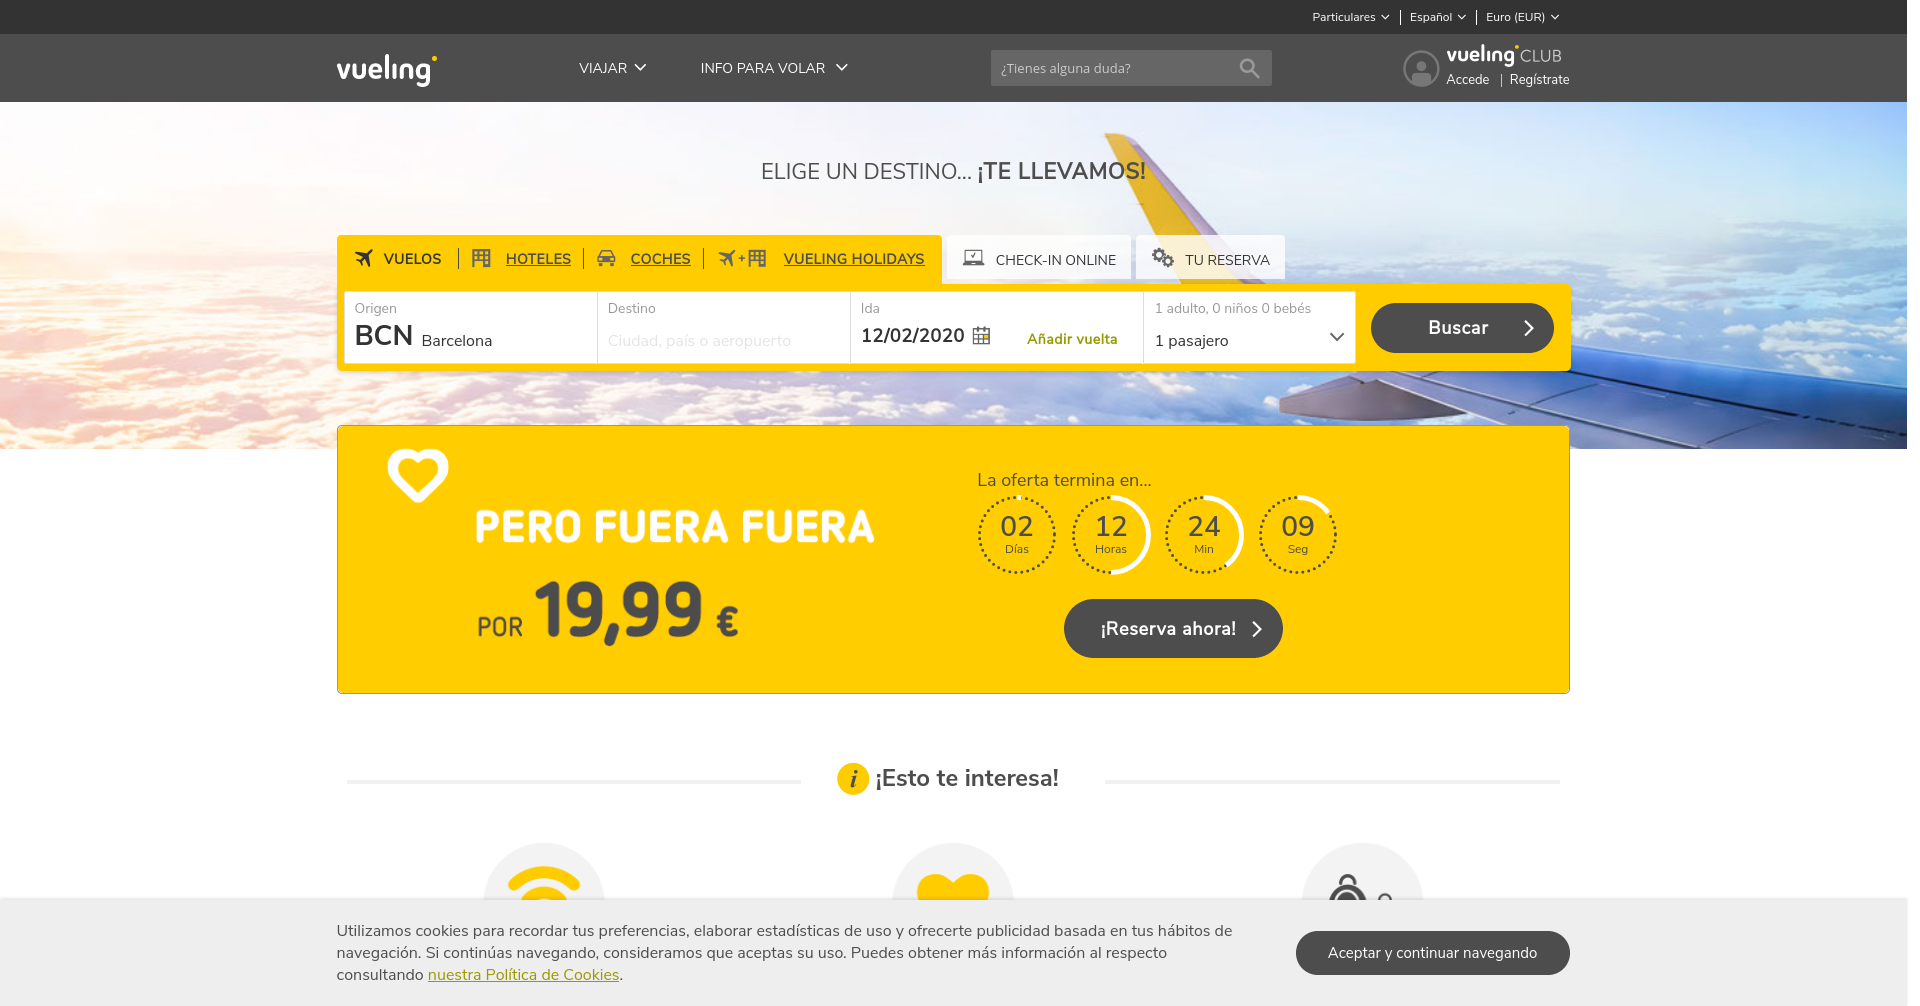 Particulares
Español
Euro (EUR)
vueling
VIAJAR
INFO PARA VOLAR
¿Tienes alguna duda?
vueling CLUB
Accede | Regístrate
ELIGE UN DESTINO... ¡TE LLEVAMOS!
VUELOS
HOTELES
COCHES
+
VUELING HOLIDAYS
CHECK-IN ONLINE
TU RESERVA
Origen
BCN Barcelona
Destino
Ciudad, país o aeropuerto
Ida
12/02/2020
Añadir vuelta
1 adulto, 0 niños 0 bebés
1 pasajero
Buscar
PERO FUERA FUERA
POR 19,99 €
La oferta termina en...
02 Días
12 Horas
24 Min
09 Seg
¡Reserva ahora!
i ¡Esto te interesa!
Utilizamos cookies para recordar tus preferencias, elaborar estadísticas de uso y ofrecerte publicidad basada en tus hábitos de
navegación. Si continúas navegando, consideramos que aceptas su uso. Puedes obtener más información al respecto
consultando nuestra Política de Cookies.
Aceptar y continuar navegando